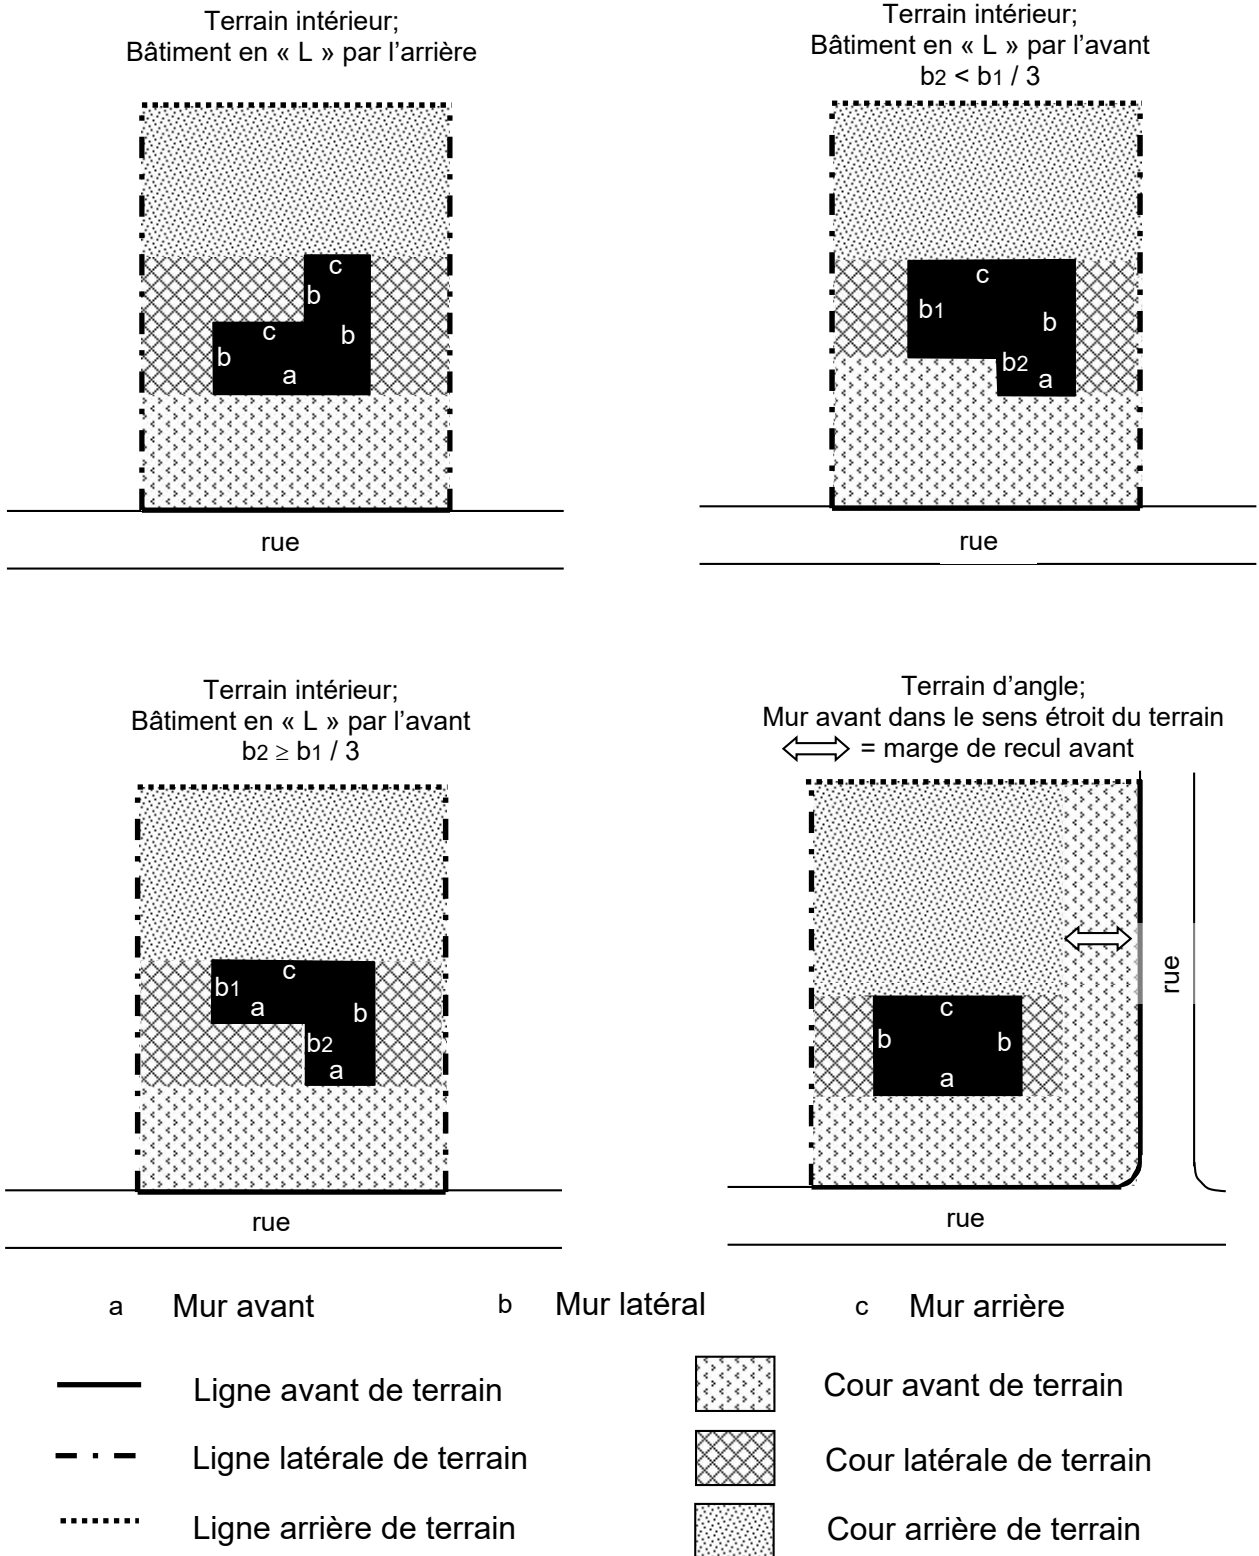 Terrain intérieur;
Bâtiment en « L » par l’arrière
c
b
c
b
b
a
rue
Terrain intérieur;
Bâtiment en « L » par l’avant
b2 < b1 / 3
c
b1
b
b2
a
rue
Terrain intérieur;
Bâtiment en « L » par l’avant
b2 ≥ b1 / 3
c
b1
a
b
b2
a
rue
Terrain d’angle;
Mur avant dans le sens étroit du terrain
= marge de recul avant
rue
c
b
b
a
rue
a Mur avant
b Mur latéral
c Mur arrière
Ligne avant de terrain
Cour avant de terrain
Ligne latérale de terrain
Cour latérale de terrain
Ligne arrière de terrain
Cour arrière de terrain